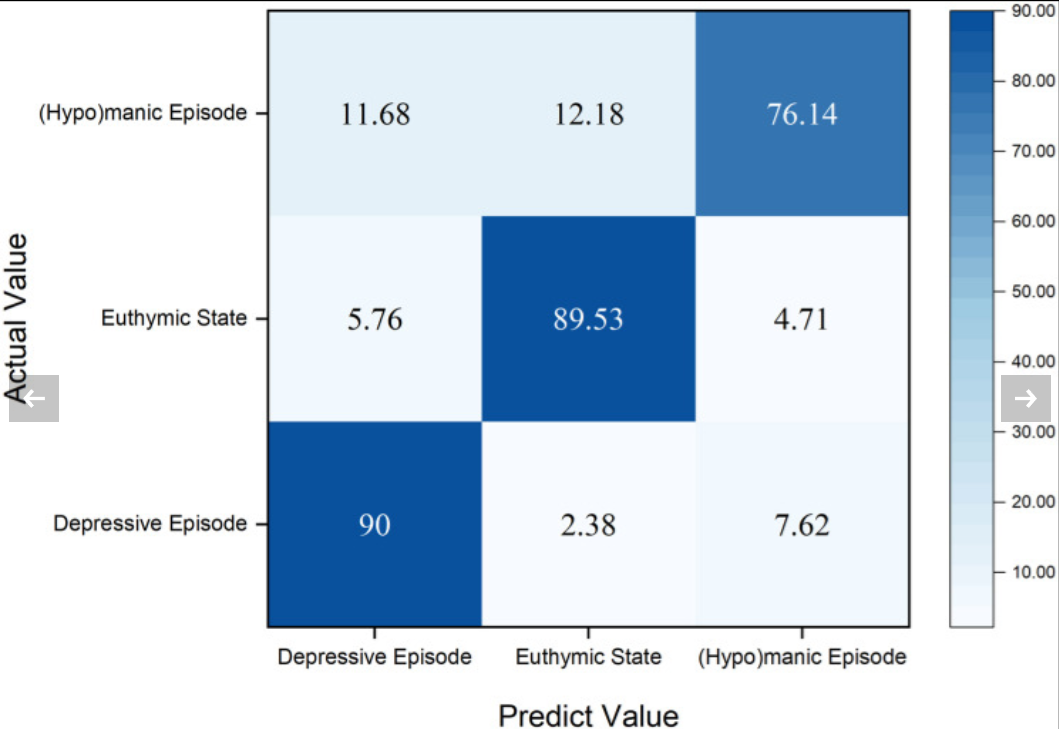 90.00
(Hypo)manic Episode
11.68
12.18
76.14
80.00
70.00
60.00
Actual Value
Euthymic State
5.76
89.53
4.71
50.00
40.00
30.00
Depressive Episode
90
2.38
7.62
20.00
10.00
Depressive Episode
Euthymic State
(Hypo)manic Episode
Predict Value